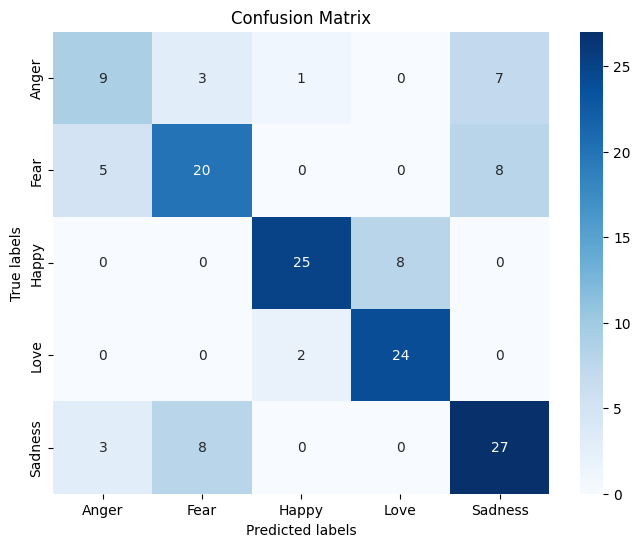 Confusion Matrix
True labels
Anger 9 3 1 0 7
Fear 5 20 0 0 8
Happy 0 0 25 8 0
Love 0 0 2 24 0
Sadness 3 8 0 0 27
Anger Fear Happy Love Sadness
Predicted labels
25
20
15
10
5
0